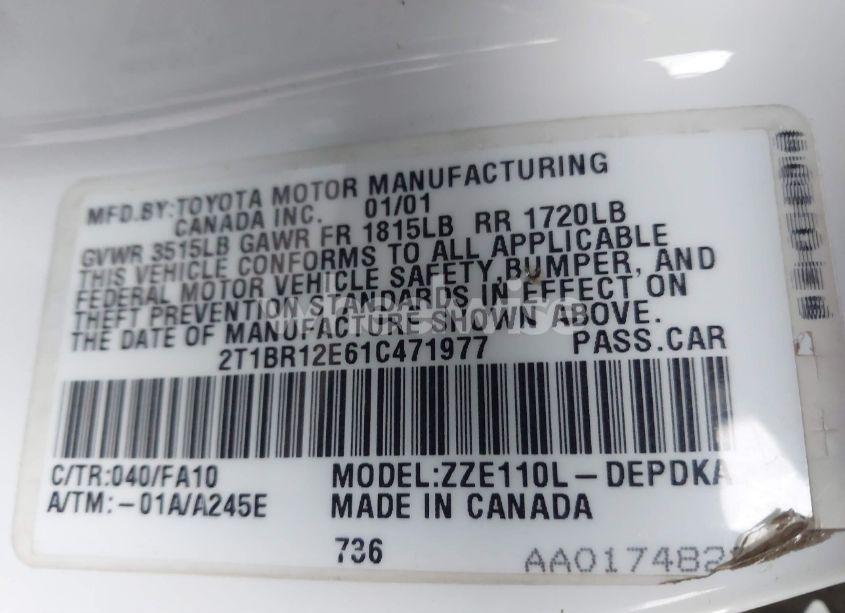 MFD.BY:TOYOTA MOTOR MANUFACTURING
CANADA INC. 01/01
GVWR 3515LB GAWR FR 1815LB RR 1720LB
THIS VEHICLE CONFORMS TO ALL APPLICABLE
FEDERAL MOTOR VEHICLE SAFETY,BUMPER, AND
THEFT PREVENTION STANDARDS IN EFFECT ON
THE DATE OF MANUFACTURE SHOWN ABOVE.
2T1BR12E61C471977 PASS.CAR
C/TR:040/FA10 MODEL:ZZE110L-DEPDKA
A/TM:-01A/A245E MADE IN CANADA
736